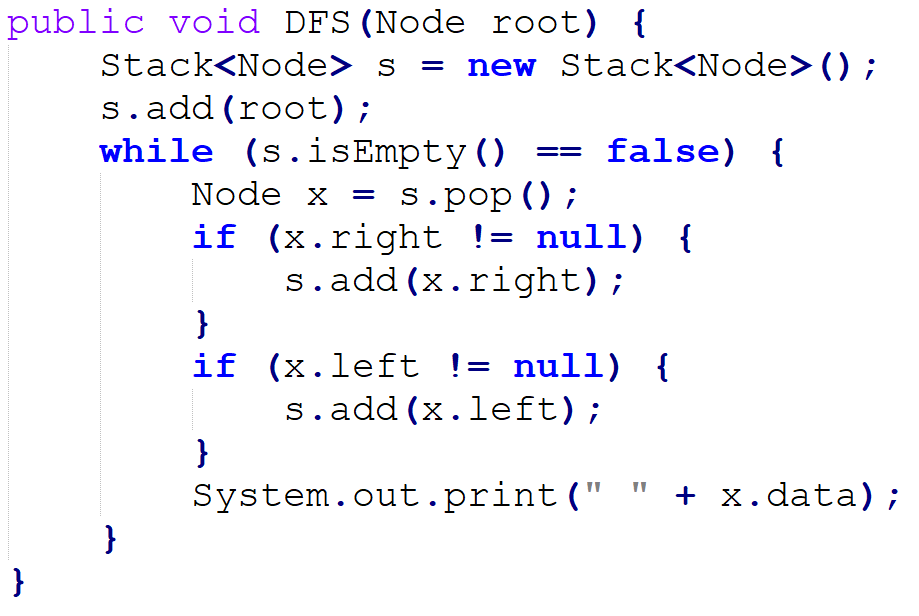 public void DFS(Node root) {
    Stack<Node> s = new Stack<Node>();
    s.add(root);
    while (s.isEmpty() == false) {
        Node x = s.pop();
        if (x.right != null) {
            s.add(x.right);
        }
        if (x.left != null) {
            s.add(x.left);
        }
        System.out.print(" " + x.data);
    }
}